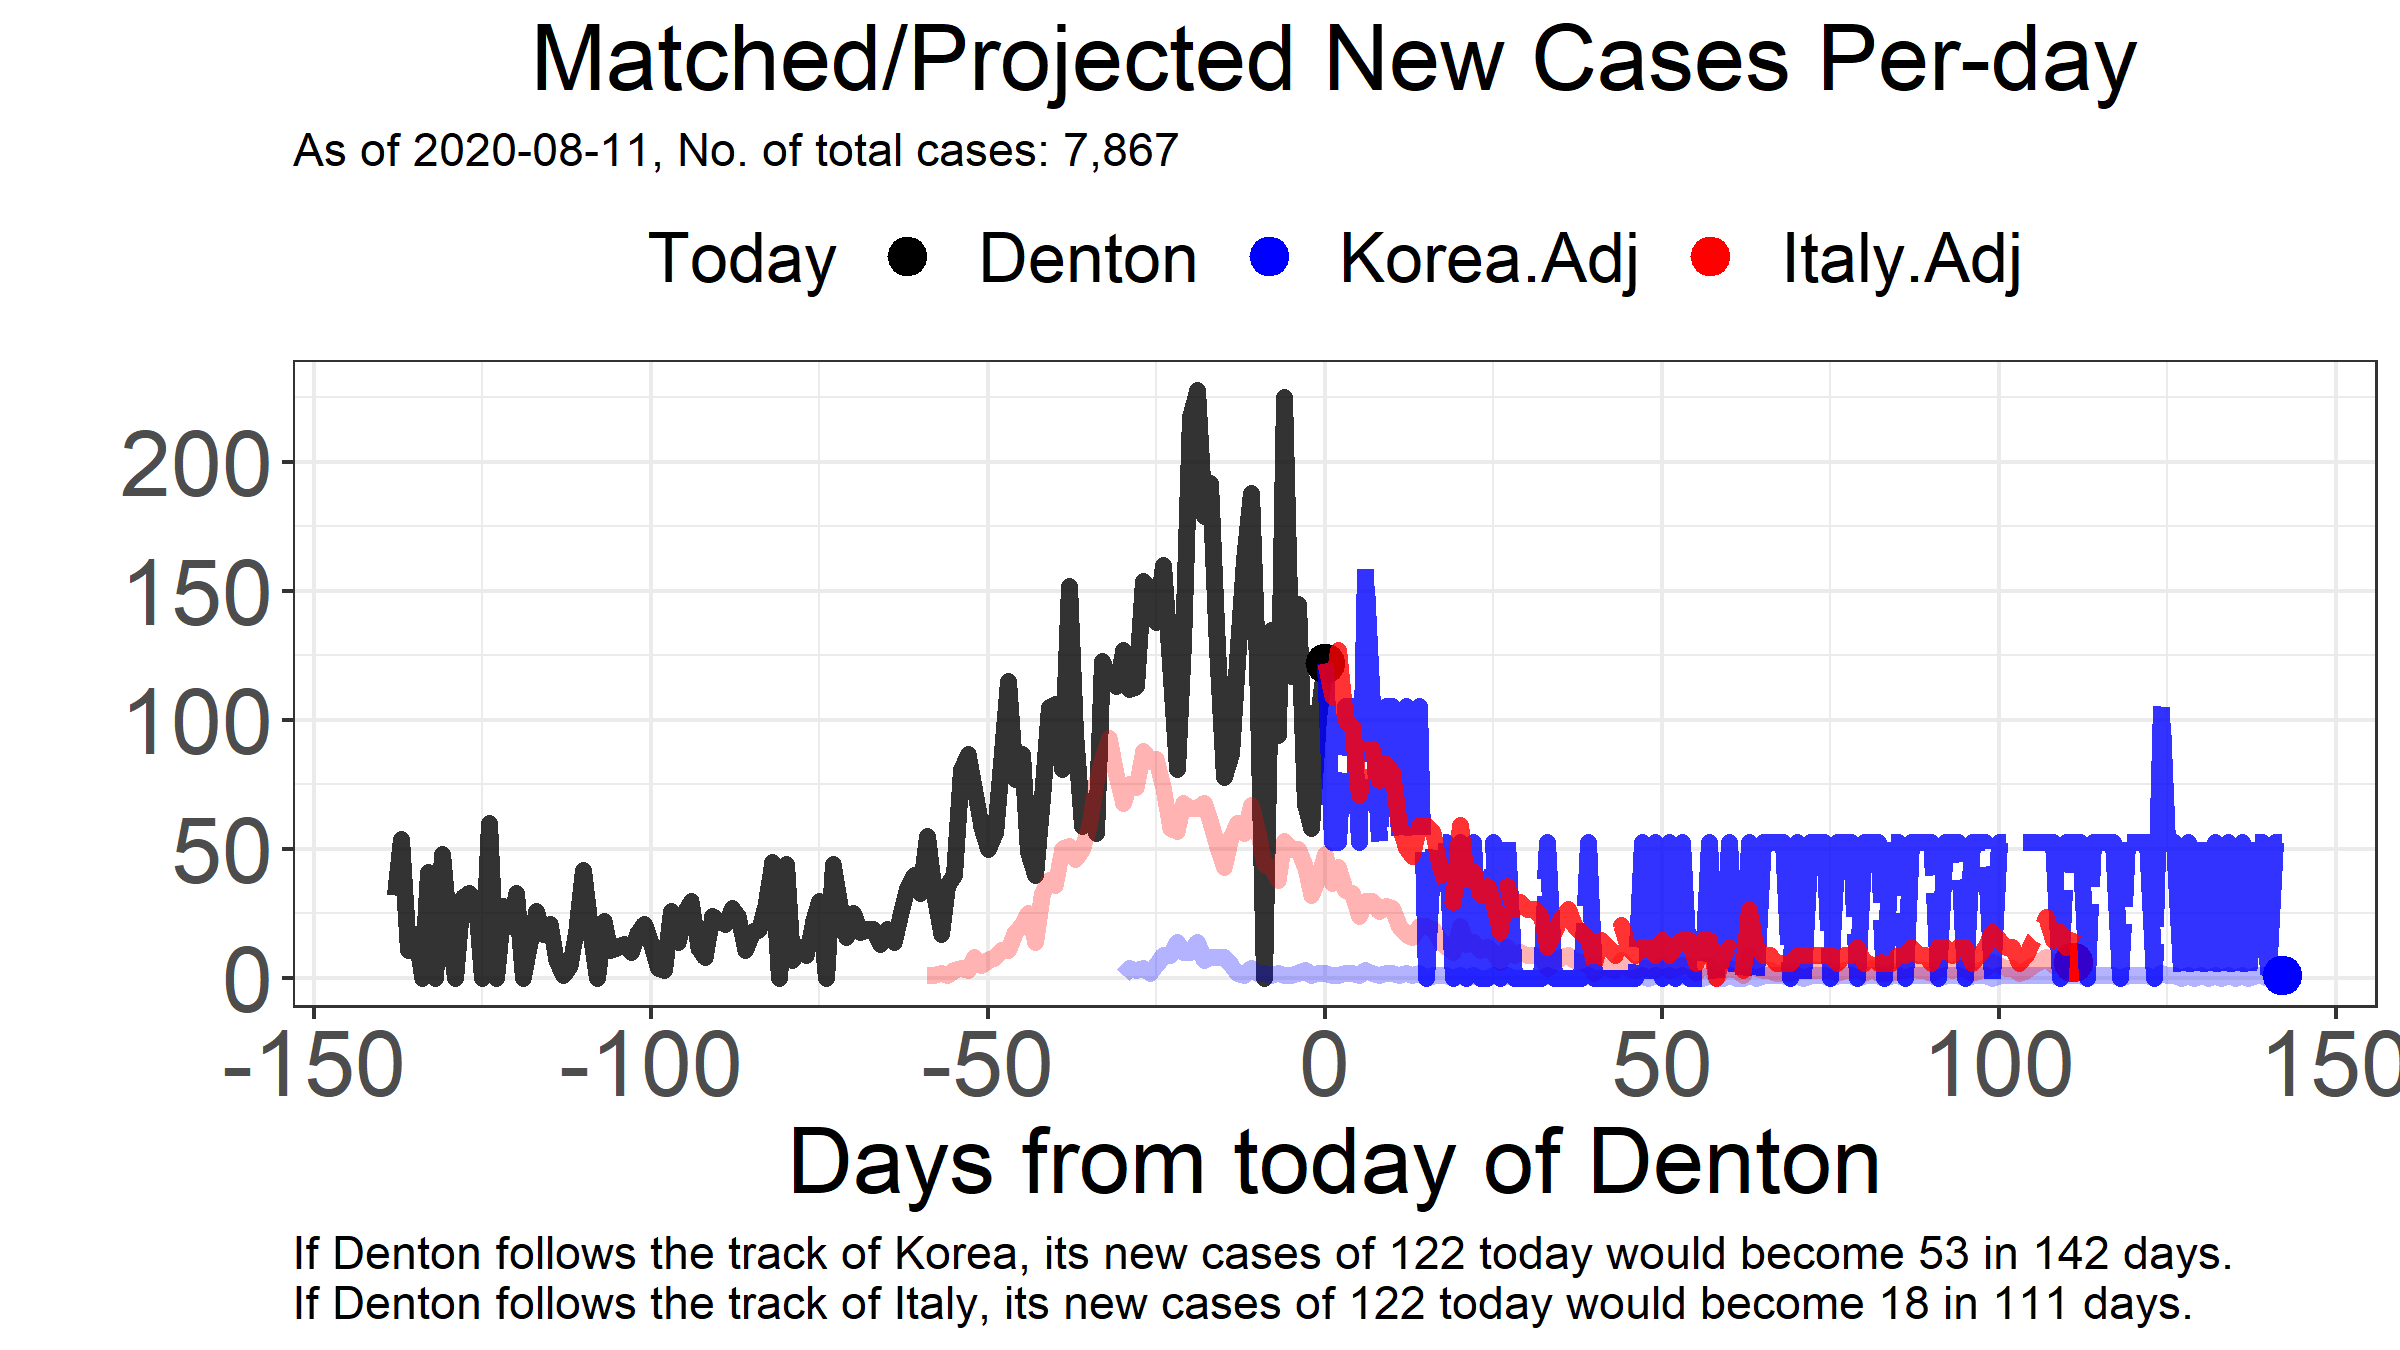 Matched/Projected New Cases Per-day
As of 2020-08-11, No. of total cases: 7,867
Today Denton Korea.Adj Italy.Adj
200
150
100
50
0
-150 -100 -50 0 50 100 150
Days from today of Denton
If Denton follows the track of Korea, its new cases of 122 today would become 53 in 142 days.
If Denton follows the track of Italy, its new cases of 122 today would become 18 in 111 days.